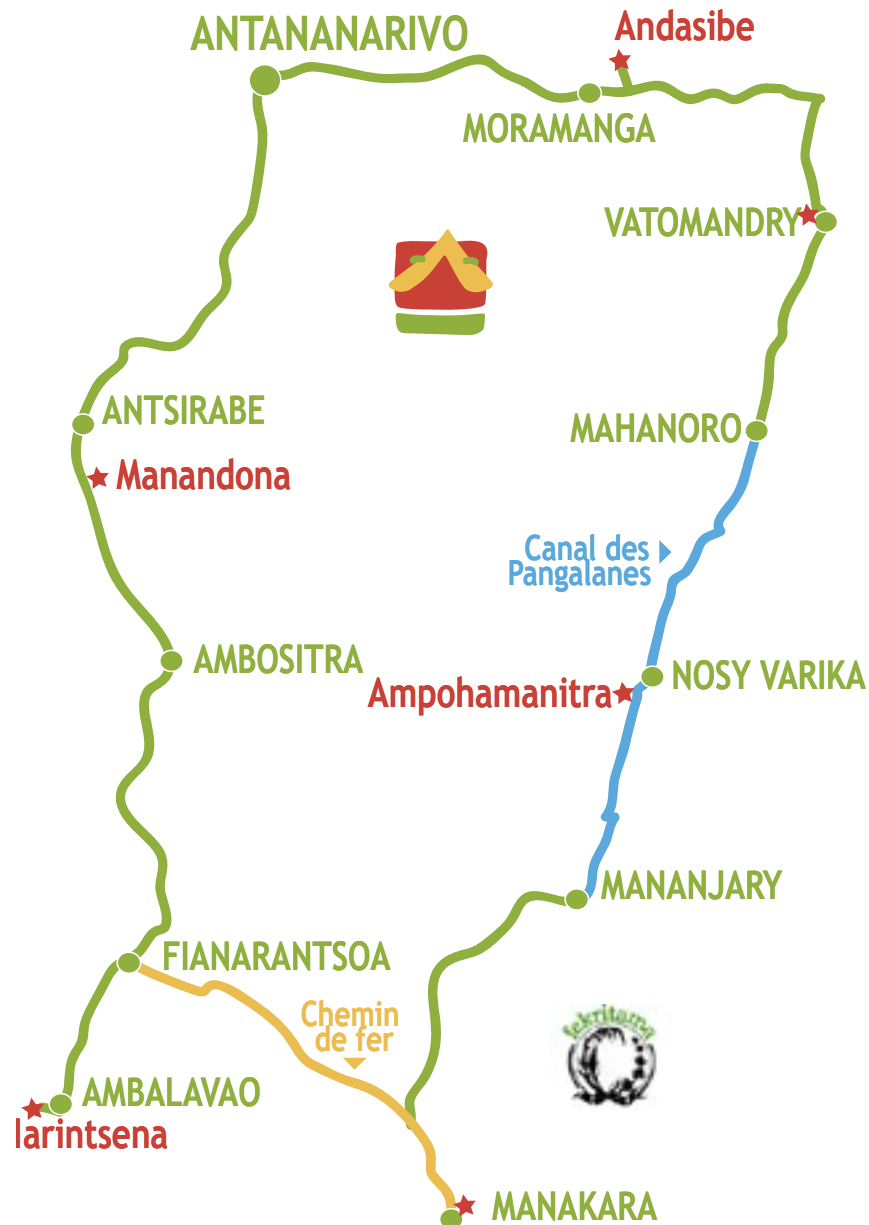 ANTANANARIVO
Andasibe
MORAMANGA
VATOMANDRY
ANTSIRABE
MAHANORO
Manandona
Canal des
Pangalanes
AMBOSITRA
NOSY VARIKA
Ampohamanitra
MANANJARY
FIANARANTSOA
Chemin
de fer
fekritama
AMBALAVAO
Iarintsena
MANAKARA